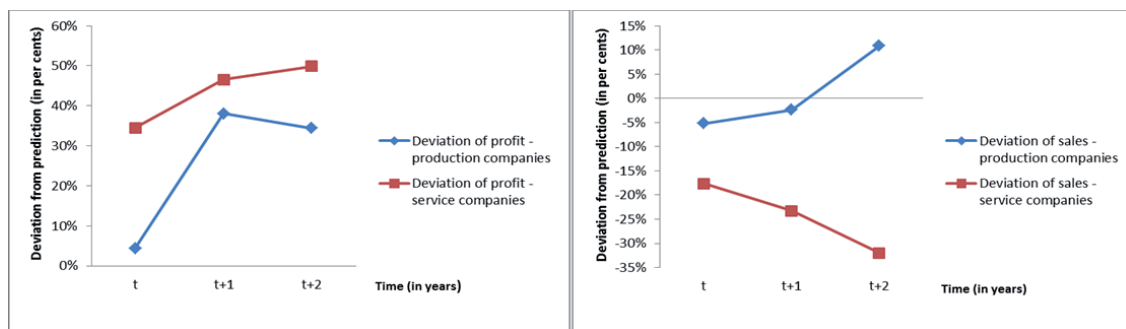 Deviation from prediction (in per cents)
60%
50%
40%
30%
20%
10%
0%
t
t+1
t+2
Time (in years)
Deviation of profit -
production companies
Deviation of profit -
service companies
Deviation from prediction (in per cents)
15%
10%
5%
0%
-5%
-10%
-15%
-20%
-25%
-30%
-35%
t
t+1
t+2
Time (in years)
Deviation of sales -
production companies
Deviation of sales -
service companies